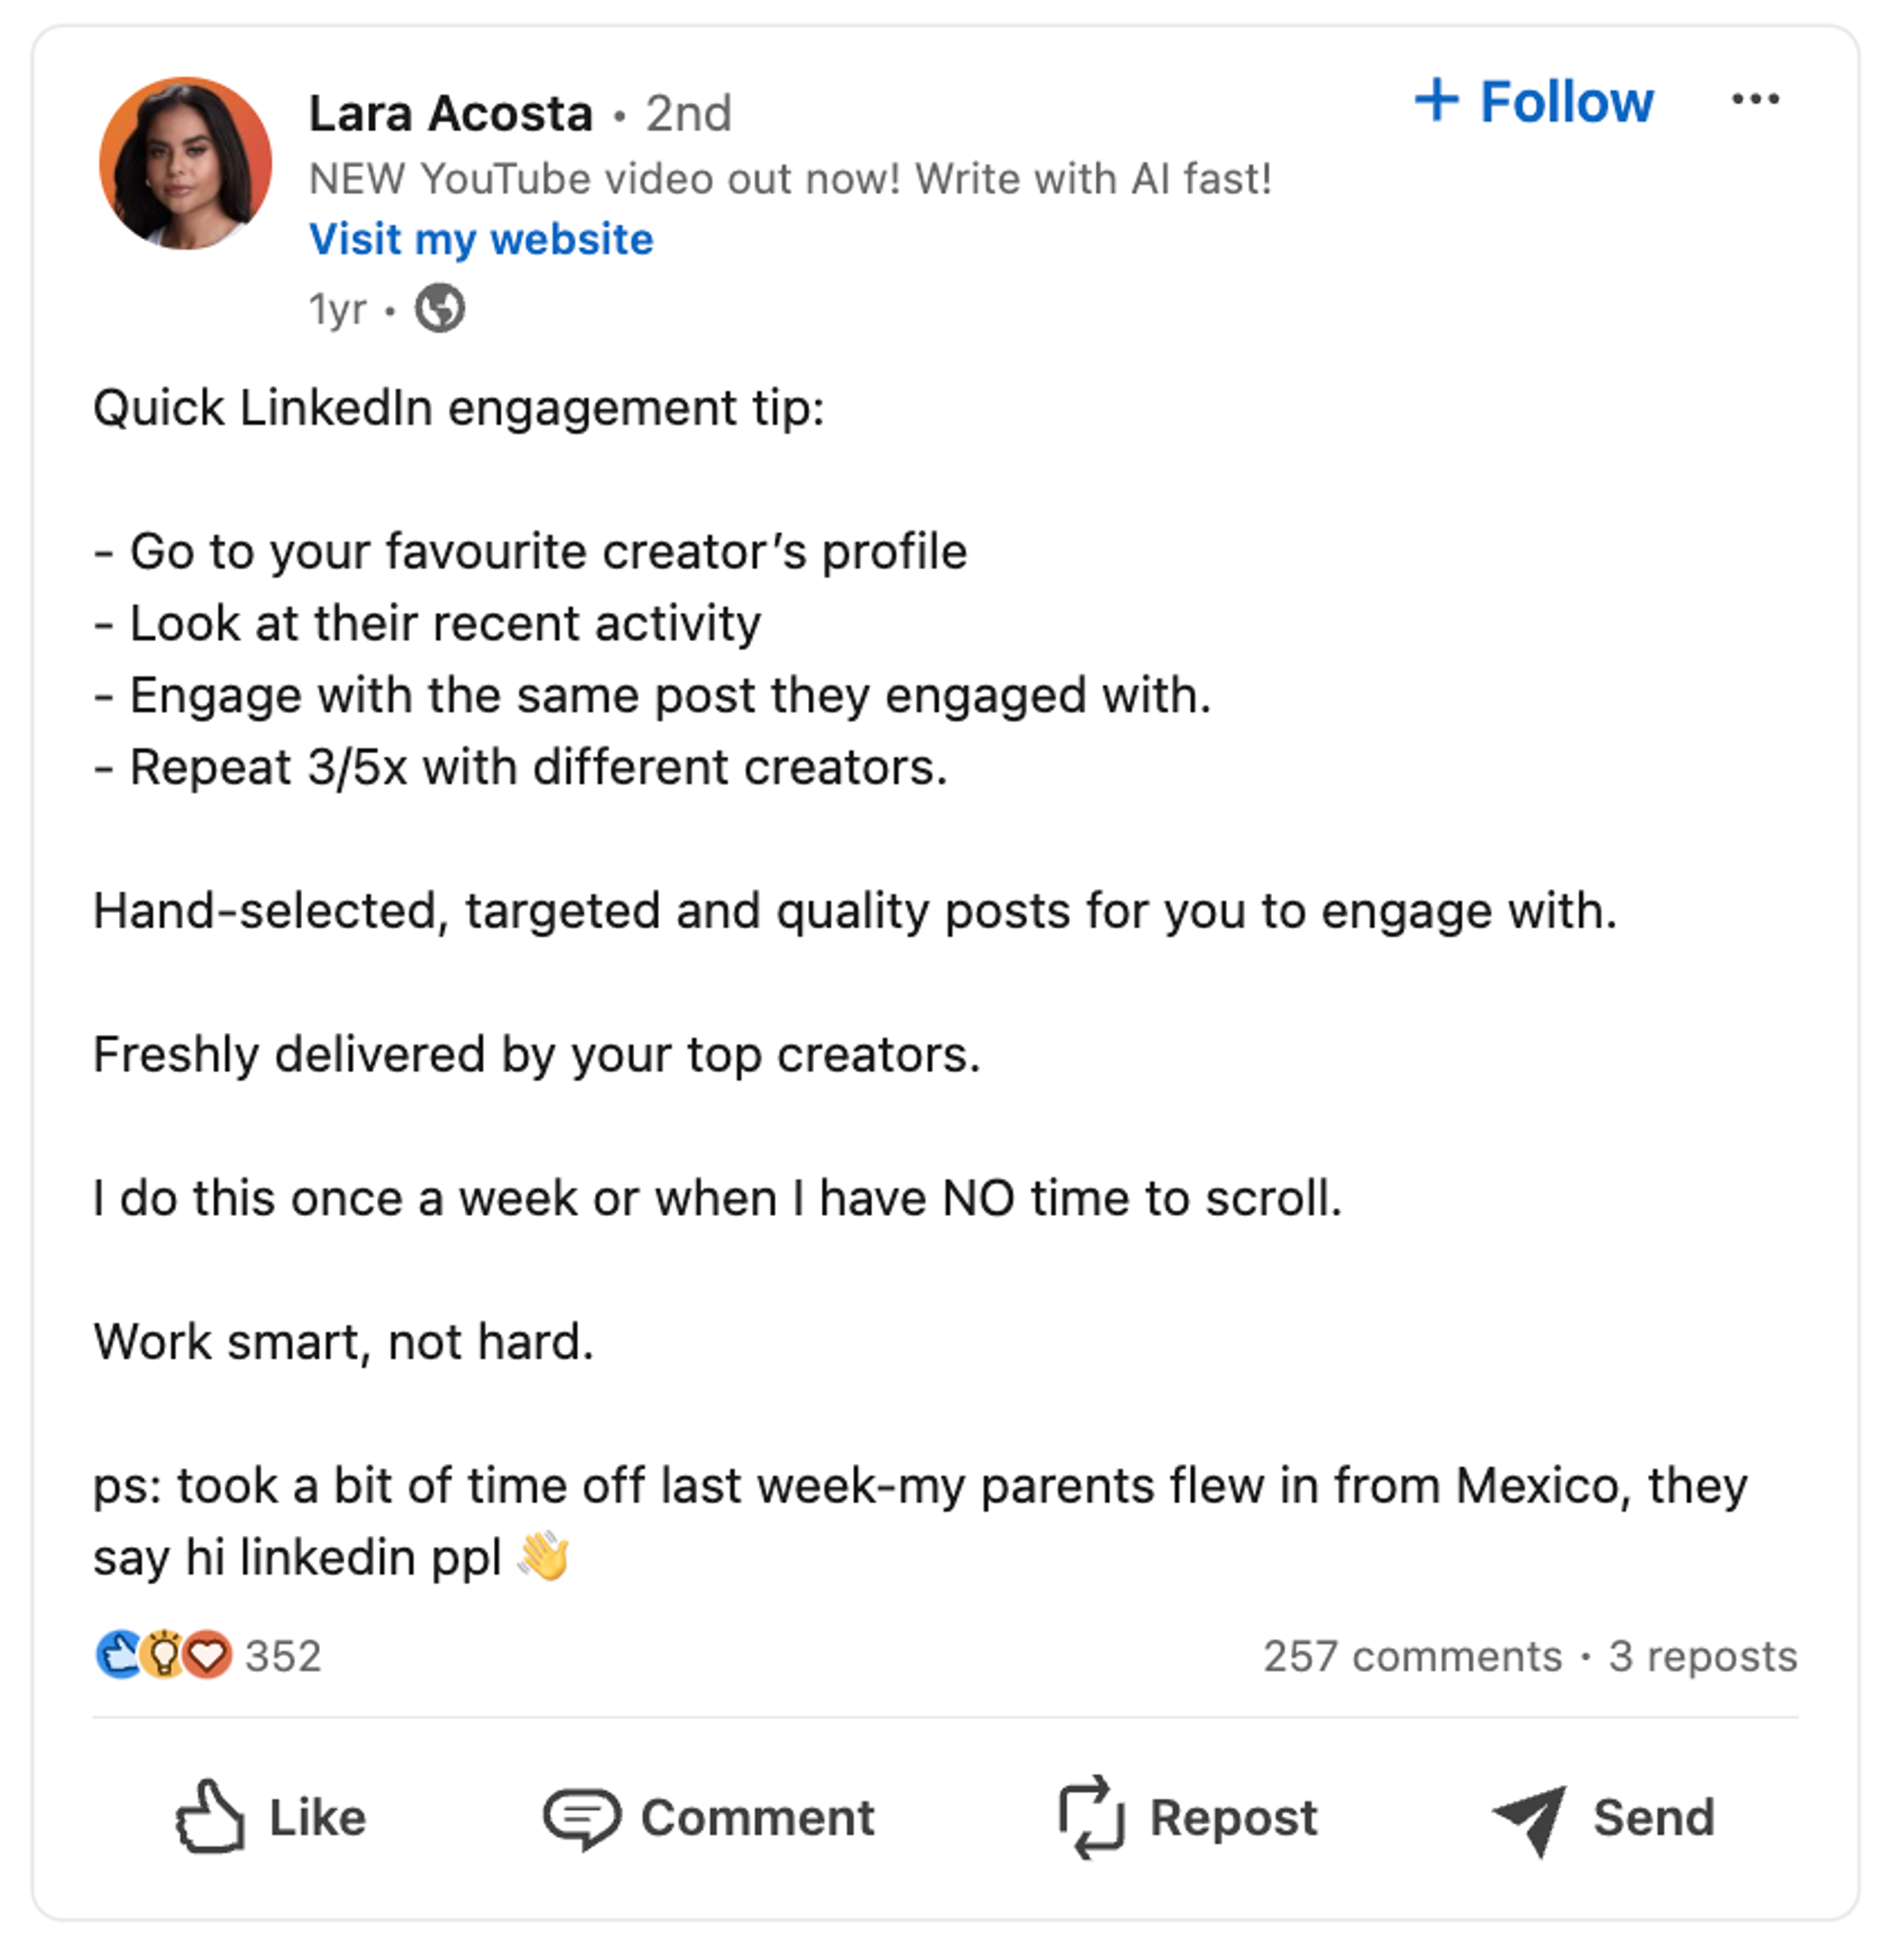 Lara Acosta • 2nd
+ Follow
NEW YouTube video out now! Write with AI fast!
Visit my website
1yr •
Quick LinkedIn engagement tip:
- Go to your favourite creator's profile
- Look at their recent activity
- Engage with the same post they engaged with.
- Repeat 3/5x with different creators.
Hand-selected, targeted and quality posts for you to engage with.
Freshly delivered by your top creators.
I do this once a week or when I have NO time to scroll.
Work smart, not hard.
ps: took a bit of time off last week-my parents flew in from Mexico, they
say hi linkedin ppl 👋
352
257 comments • 3 reposts
Like
Comment
Repost
Send